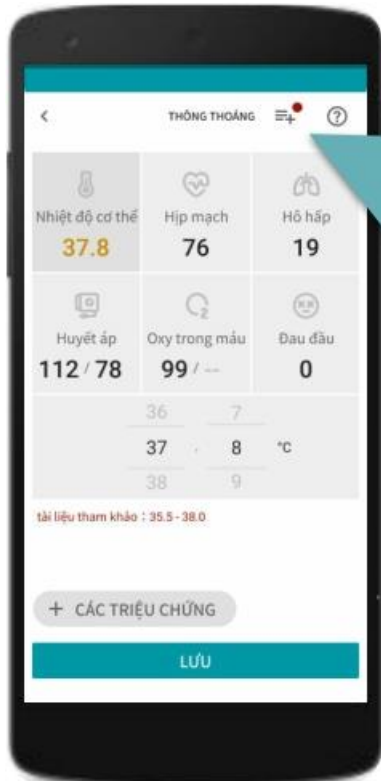 THÔNG THOÁNG
Nhiệt độ cơ thể
37.8
Hịp mạch
76
Hô hấp
19
Huyết áp
112 / 78
Oxy trong máu
99 / --
Đau đầu
0
36 7
37 . 8 °C
38 9
tài liệu tham khảo : 35.5 - 38.0
+ CÁC TRIỆU CHỨNG
LƯU